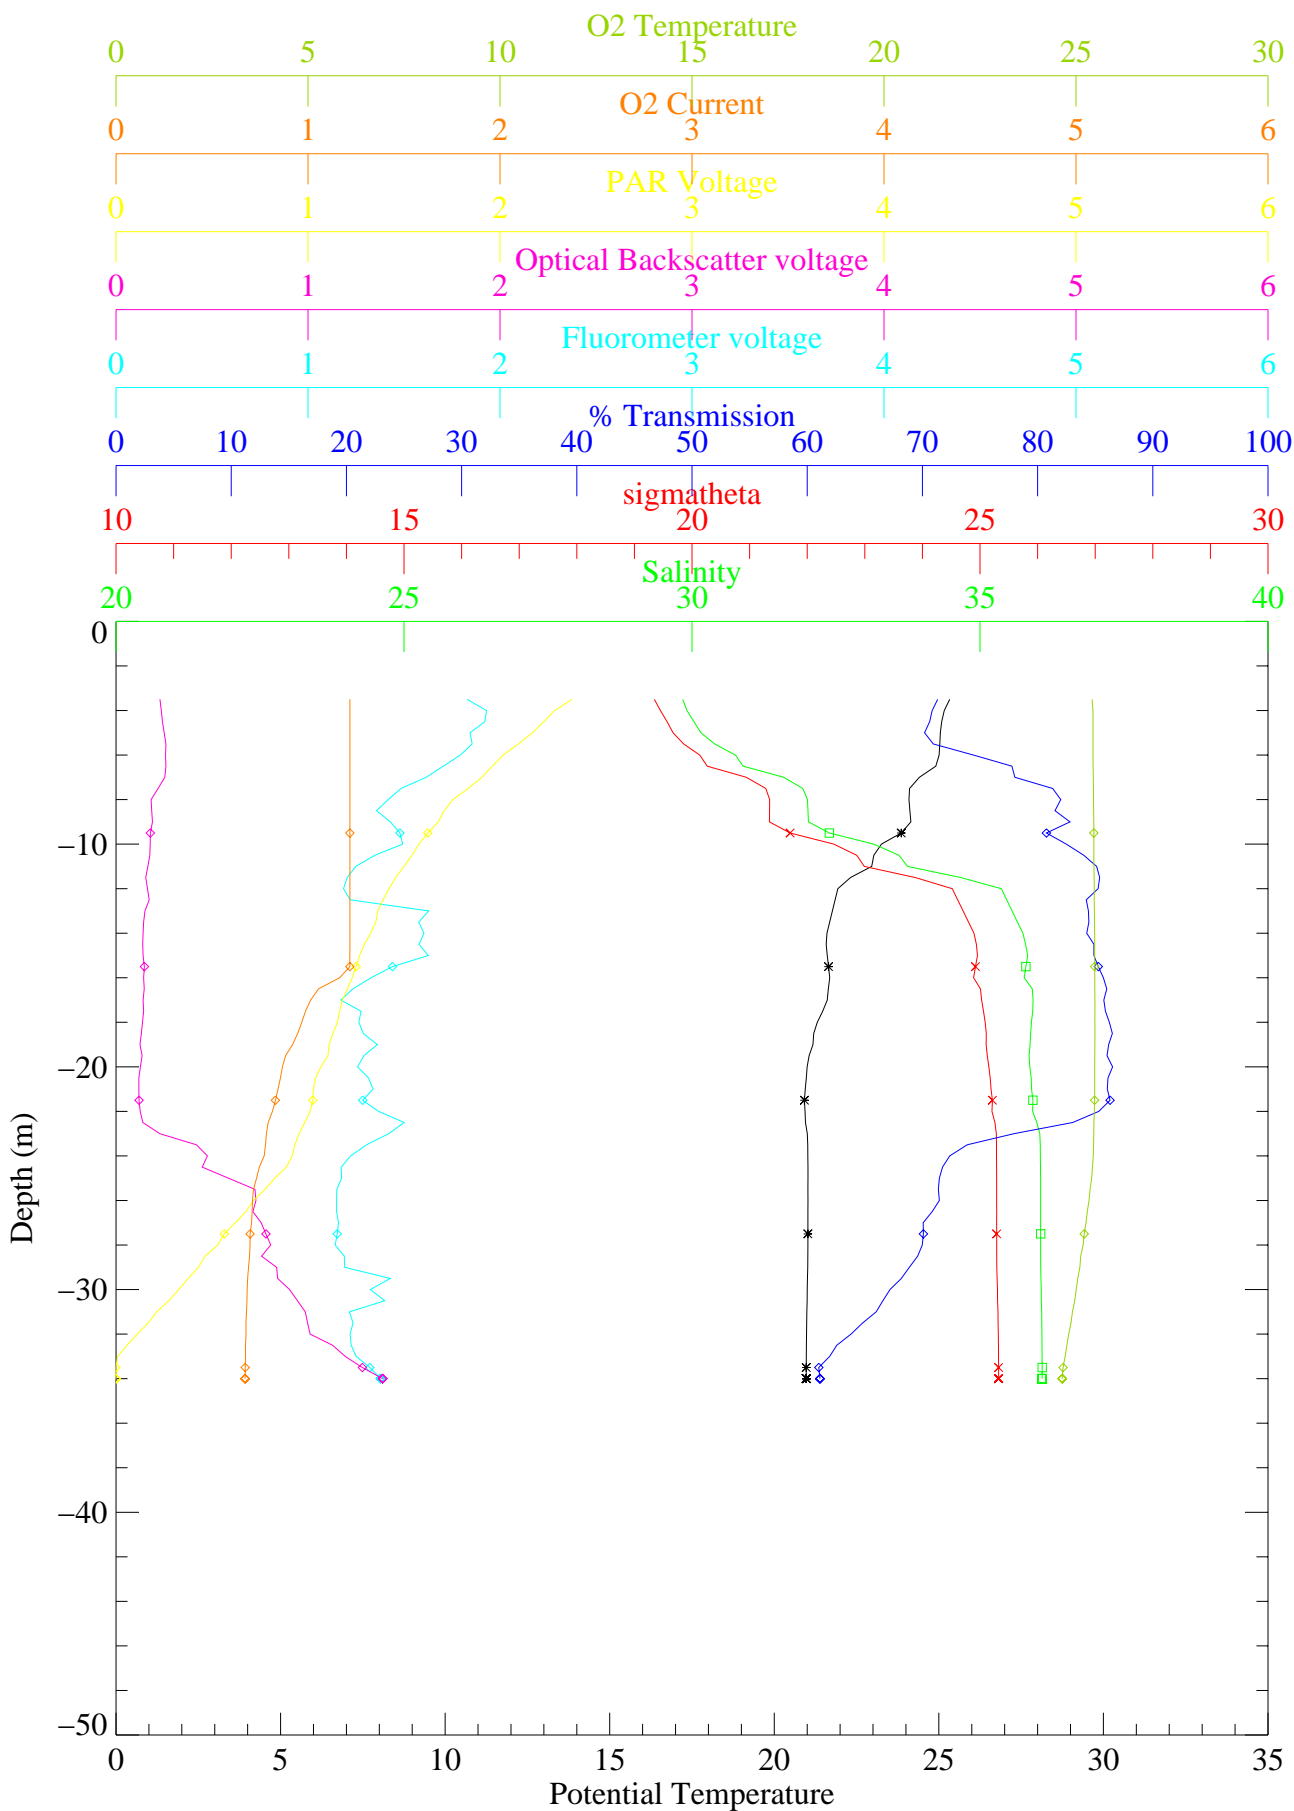 O2 Temperature
0 5 10 15 20 25 30
O2 Current
0 1 2 3 4 5 6
PAR Voltage
0 1 2 3 4 5 6
Optical Backscatter voltage
0 1 2 3 4 5 6
Fluorometer voltage
0 1 2 3 4 5 6
% Transmission
0 10 20 30 40 50 60 70 80 90 100
sigmatheta
10 15 20 25 30
Salinity
20 25 30 35 40
0
−10
−20
−30
−40
−50
Depth (m)
0 5 10 15 20 25 30 35
Potential Temperature